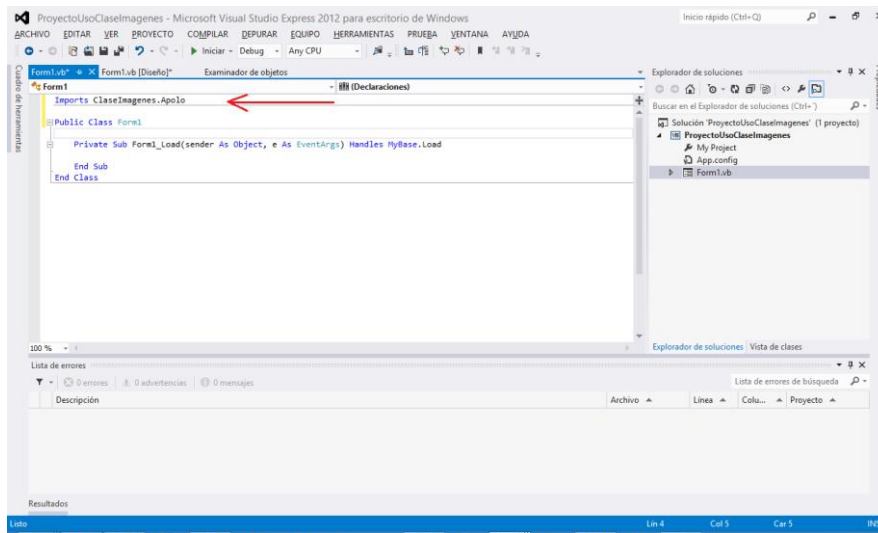 ProyectoUsoClaseImagenes - Microsoft Visual Studio Express 2012 para escritorio de Windows
Inicio rápido (Ctrl+Q)
ARCHIVO EDITAR VER PROYECTO COMPILAR DEPURAR EQUIPO HERRAMIENTAS PRUEBA VENTANA AYUDA
Iniciar Debug Any CPU
Cuadro de herramientas
Form1.vb* Form1.vb [Diseño]* Examinador de objetos
Form1 (Declaraciones)
Imports ClaseImagenes.Apolo
Public Class Form1
Private Sub Form1_Load(sender As Object, e As EventArgs) Handles MyBase.Load
End Sub
End Class
100 %
Explorador de soluciones
Buscar en el Explorador de soluciones (Ctrl+´)
Solución 'ProyectoUsoClaseImagenes' (1 proyecto)
ProyectoUsoClaseImagenes
My Project
App.config
Form1.vb
Explorador de soluciones Vista de clases
Lista de errores
0 errores 0 advertencias 0 mensajes
Lista de errores de búsqueda
Descripción Archivo Línea Colu... Proyecto
Resultados
Listo Lín 4 Col 5 Car 5 INS